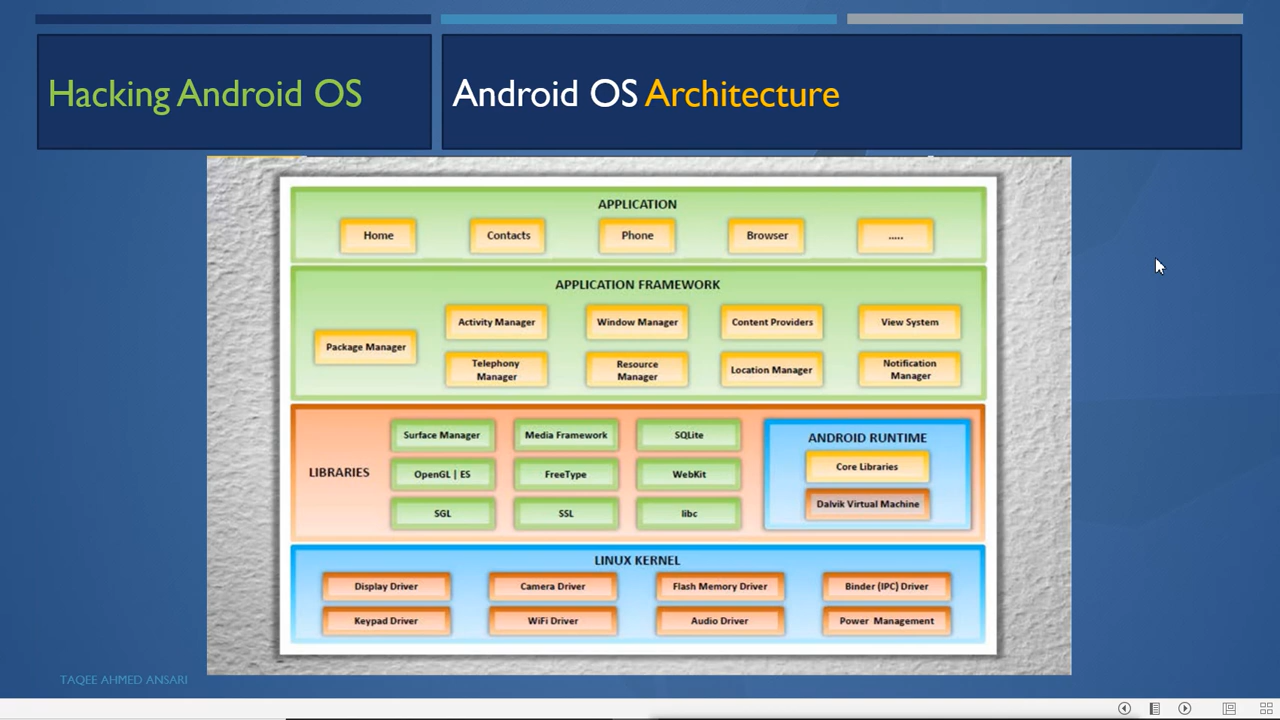 Hacking Android OS
Android OS Architecture
APPLICATION
Home
Contacts
Phone
Browser
.....
APPLICATION FRAMEWORK
Package Manager
Activity Manager
Window Manager
Content Providers
View System
Telephony
Manager
Resource
Manager
Location Manager
Notification
Manager
LIBRARIES
Surface Manager
Media Framework
SQLite
OpenGL | ES
FreeType
WebKit
SGL
SSL
libc
ANDROID RUNTIME
Core Libraries
Dalvik Virtual Machine
LINUX KERNEL
Display Driver
Camera Driver
Flash Memory Driver
Binder (IPC) Driver
Keypad Driver
WiFi Driver
Audio Driver
Power Management
TAQEE AHMED ANSARI